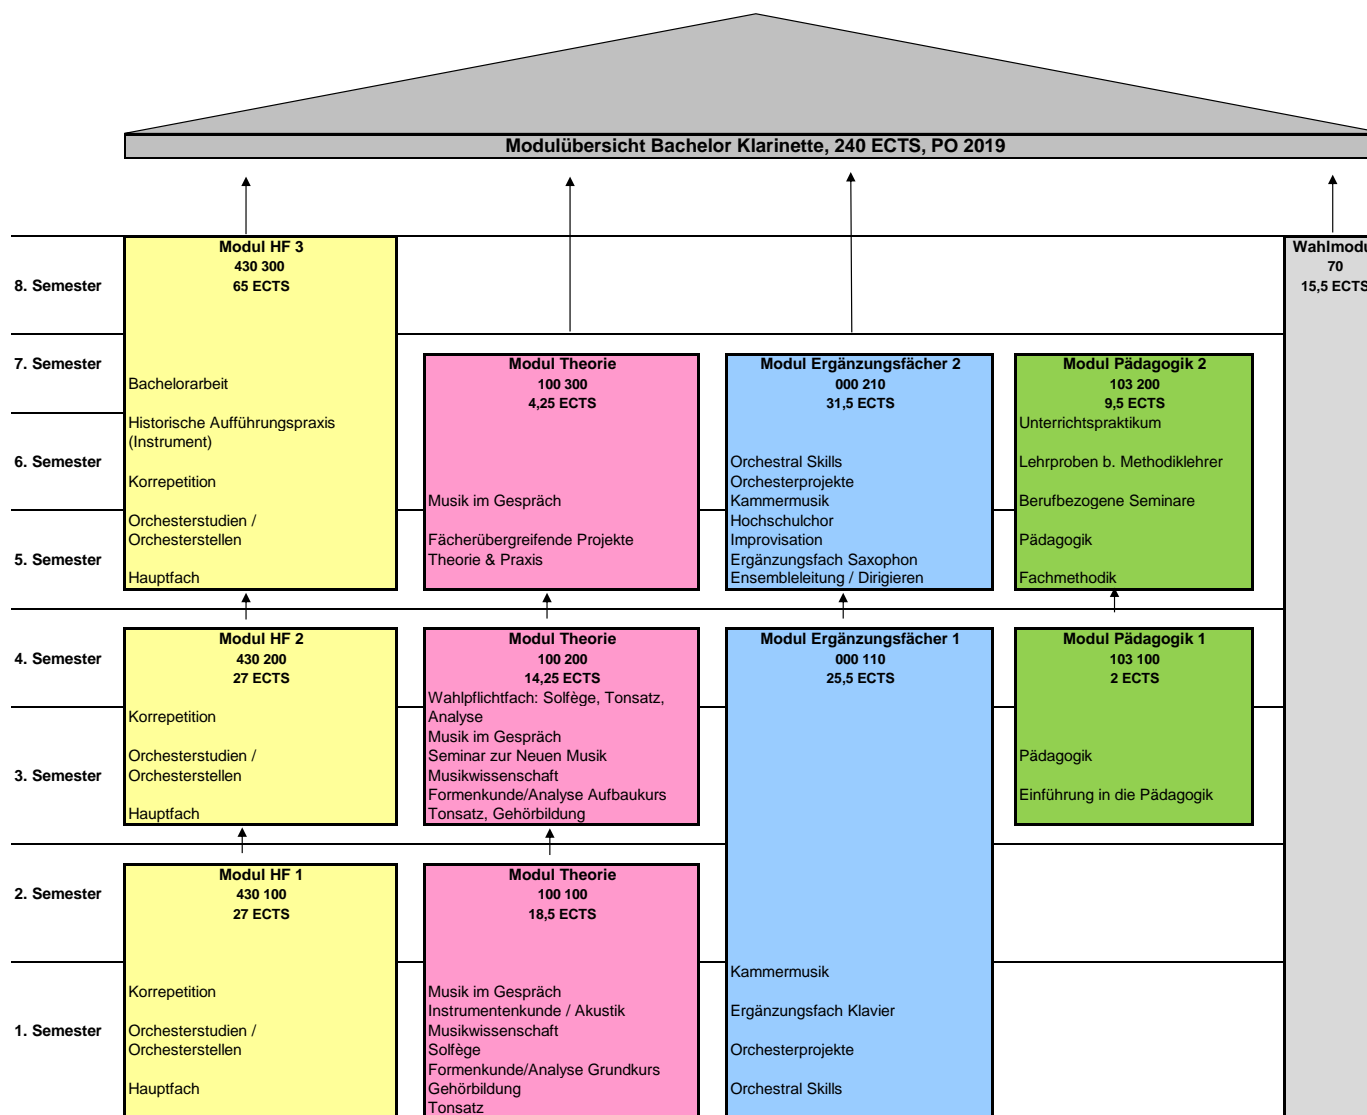 Modulübersicht Bachelor Klarinette, 240 ECTS, PO 2019
8. Semester
Modul HF 3
430 300
65 ECTS
Bachelorarbeit
Historische Aufführungspraxis
(Instrument)
Korrepetition
Orchesterstudien /
Orchesterstellen
Hauptfach
Wahlmodu
70
15,5 ECTS
7. Semester
Modul Theorie
100 300
4,25 ECTS
Musik im Gespräch
Fächerübergreifende Projekte
Theorie & Praxis
Modul Ergänzungsfächer 2
000 210
31,5 ECTS
Orchestral Skills
Orchesterprojekte
Kammermusik
Hochschulchor
Improvisation
Ergänzungsfach Saxophon
Ensembleleitung / Dirigieren
Modul Pädagogik 2
103 200
9,5 ECTS
Unterrichtspraktikum
Lehrproben b. Methodiklehrer
Berufbezogene Seminare
Pädagogik
Fachmethodik
6. Semester
5. Semester
4. Semester
Modul HF 2
430 200
27 ECTS
Korrepetition
Orchesterstudien /
Orchesterstellen
Hauptfach
Modul Theorie
100 200
14,25 ECTS
Wahlpflichtfach: Solfège, Tonsatz,
Analyse
Musik im Gespräch
Seminar zur Neuen Musik
Musikwissenschaft
Formenkunde/Analyse Aufbaukurs
Tonsatz, Gehörbildung
Modul Ergänzungsfächer 1
000 110
25,5 ECTS
Kammermusik
Ergänzungsfach Klavier
Orchesterprojekte
Orchestral Skills
Modul Pädagogik 1
103 100
2 ECTS
Pädagogik
Einführung in die Pädagogik
3. Semester
2. Semester
Modul HF 1
430 100
27 ECTS
Korrepetition
Orchesterstudien /
Orchesterstellen
Hauptfach
Modul Theorie
100 100
18,5 ECTS
Musik im Gespräch
Instrumentenkunde / Akustik
Musikwissenschaft
Solfège
Formenkunde/Analyse Grundkurs
Gehörbildung
Tonsatz
1. Semester